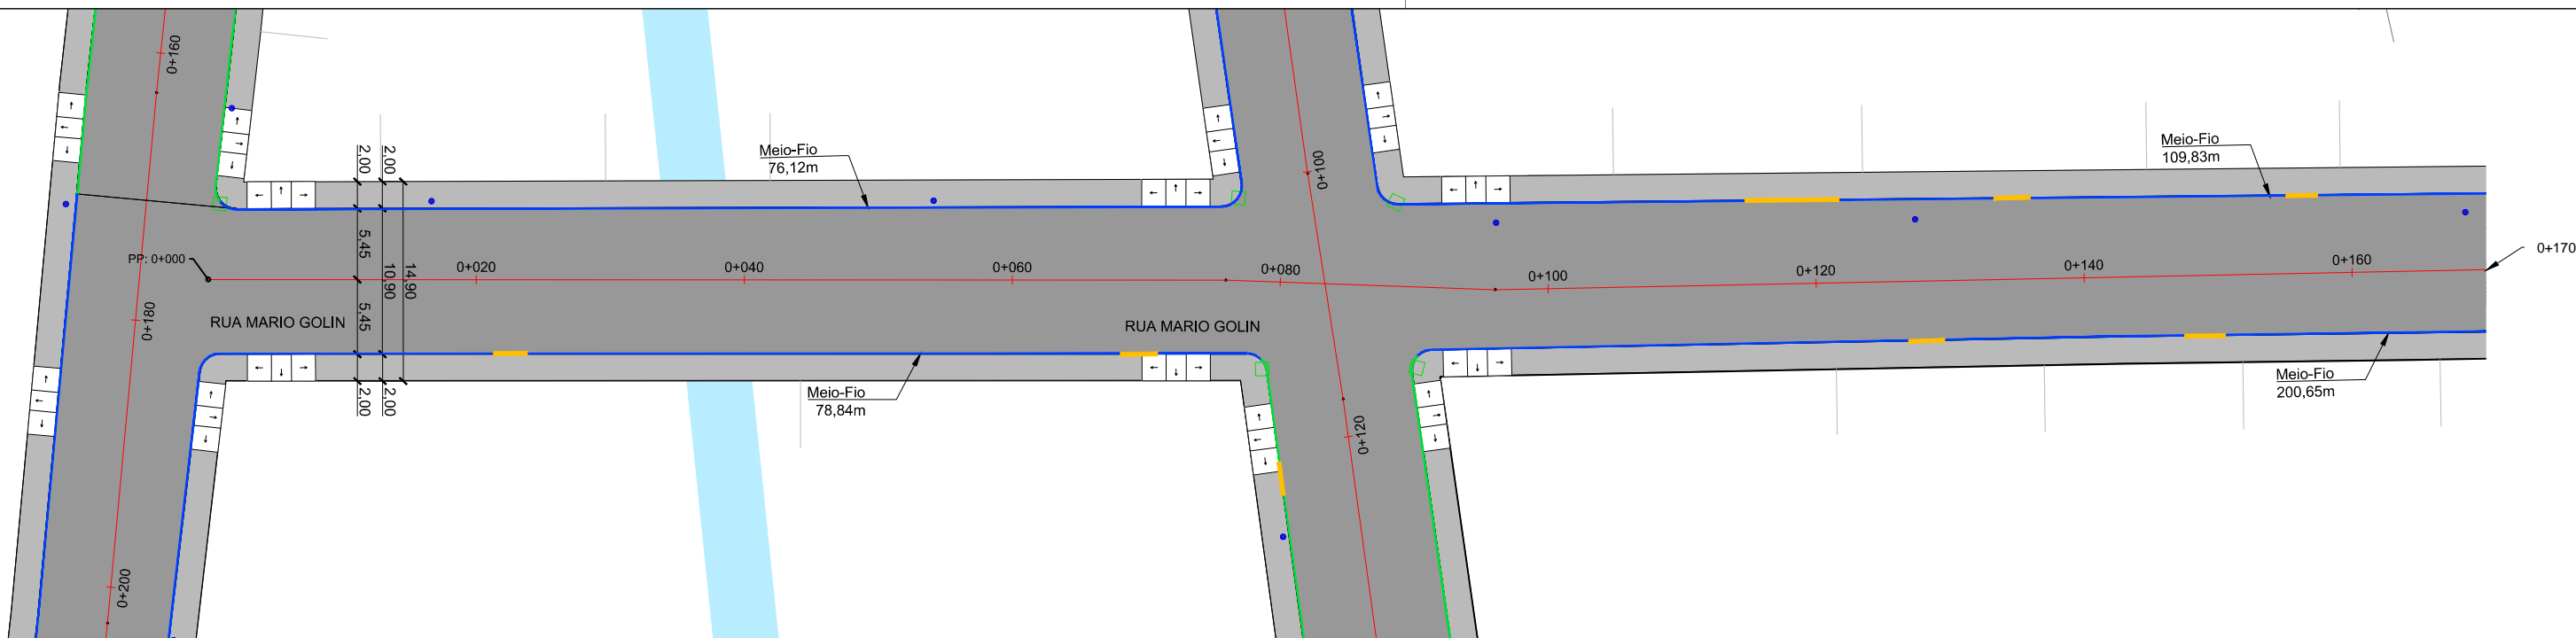 0+160
Meio-Fio
109,83m
Meio-Fio
76,12m
2,00
2,00
0+100
5,45
PP: 0+000
0+020
0+040
0+060
0+080
0+100
0+120
0+140
0+160
0+170
10,90
14,90
0+180
RUA MARIO GOLIN
5,45
RUA MARIO GOLIN
2,00
2,00
Meio-Fio
78,84m
Meio-Fio
200,65m
0+120
0+200